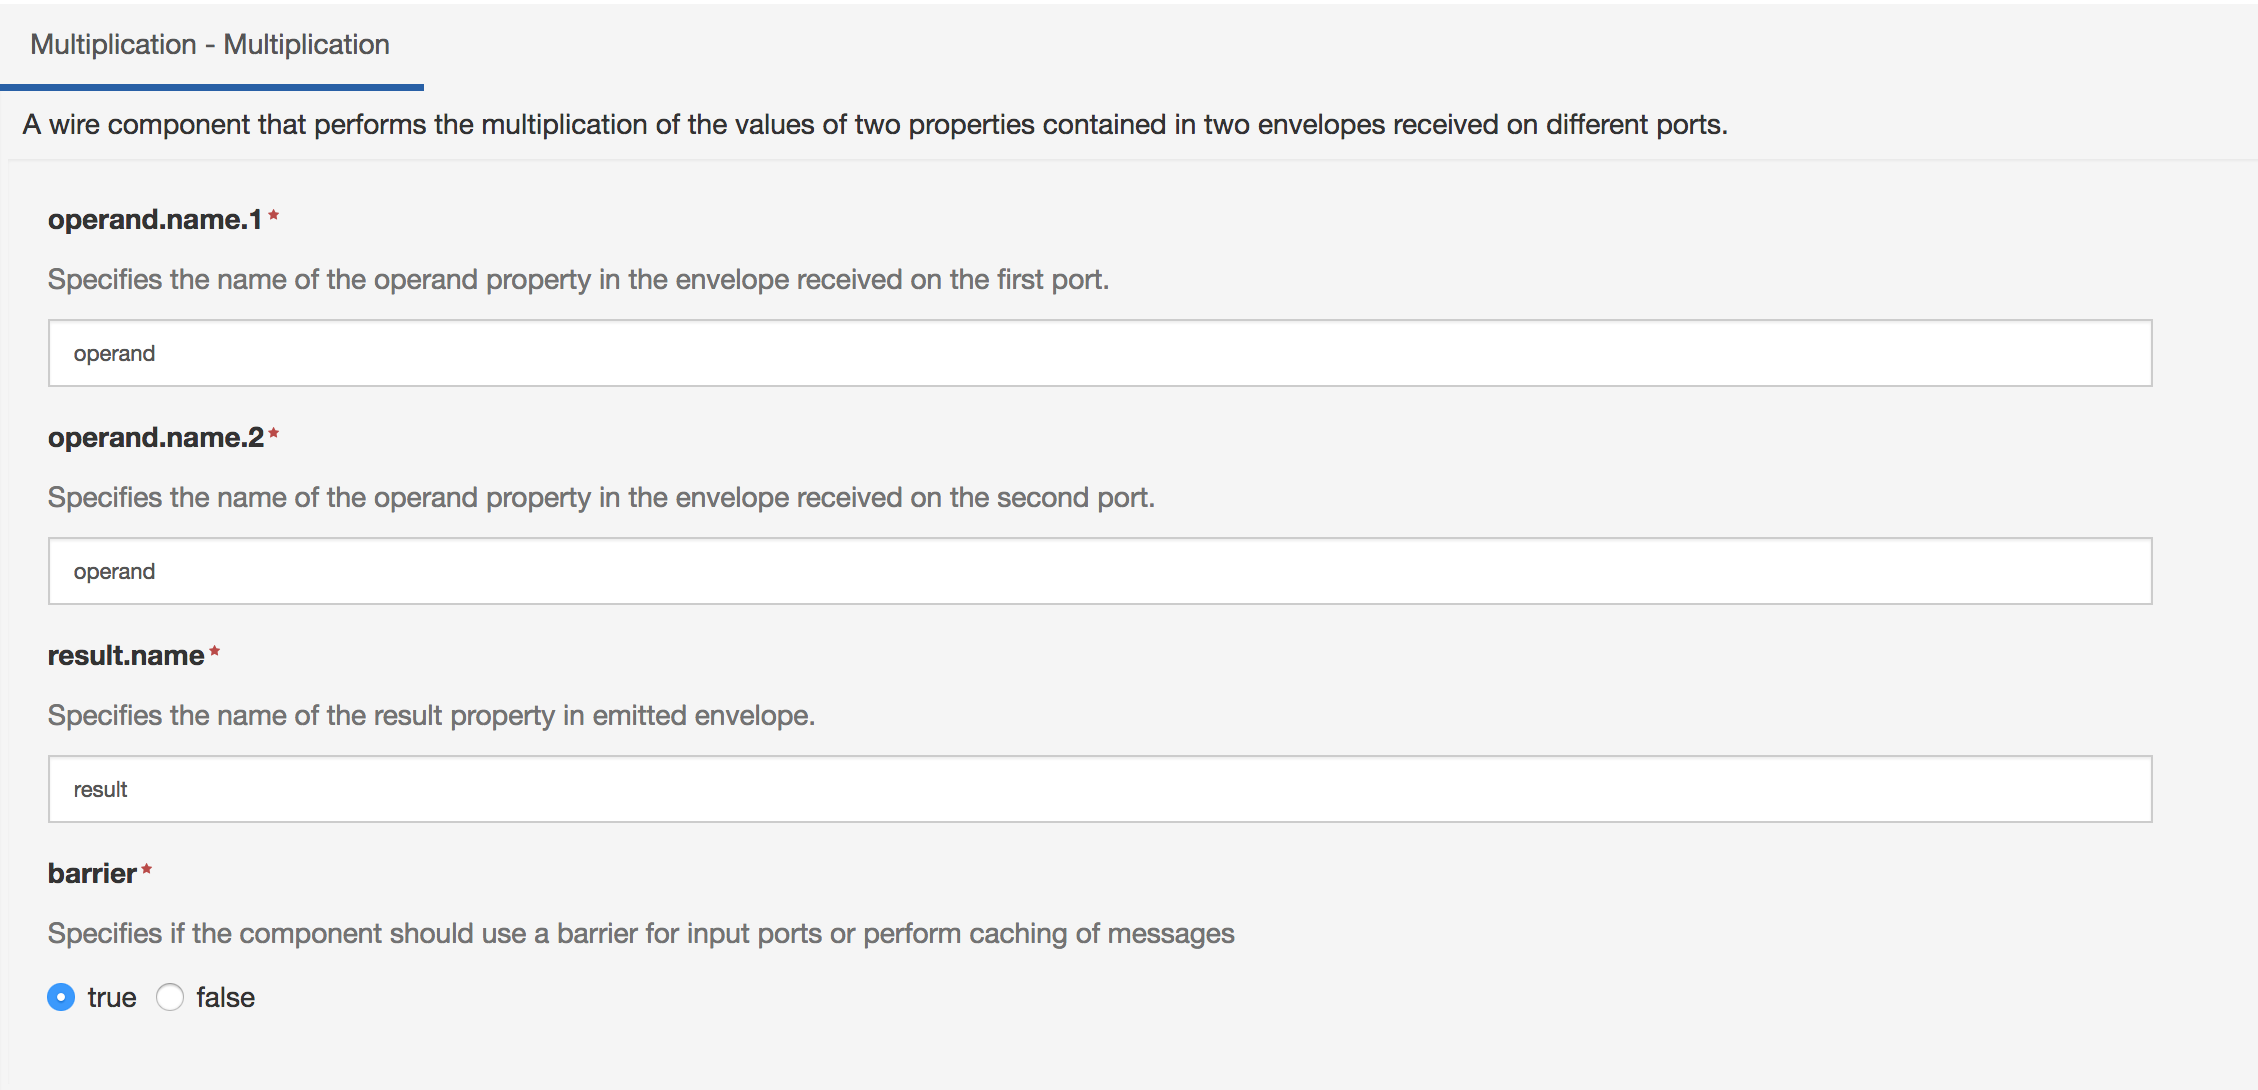 Multiplication - Multiplication
A wire component that performs the multiplication of the values of two properties contained in two envelopes received on different ports.
operand.name.1 *
Specifies the name of the operand property in the envelope received on the first port.
operand
operand.name.2 *
Specifies the name of the operand property in the envelope received on the second port.
operand
result.name *
Specifies the name of the result property in emitted envelope.
result
barrier *
Specifies if the component should use a barrier for input ports or perform caching of messages
true false